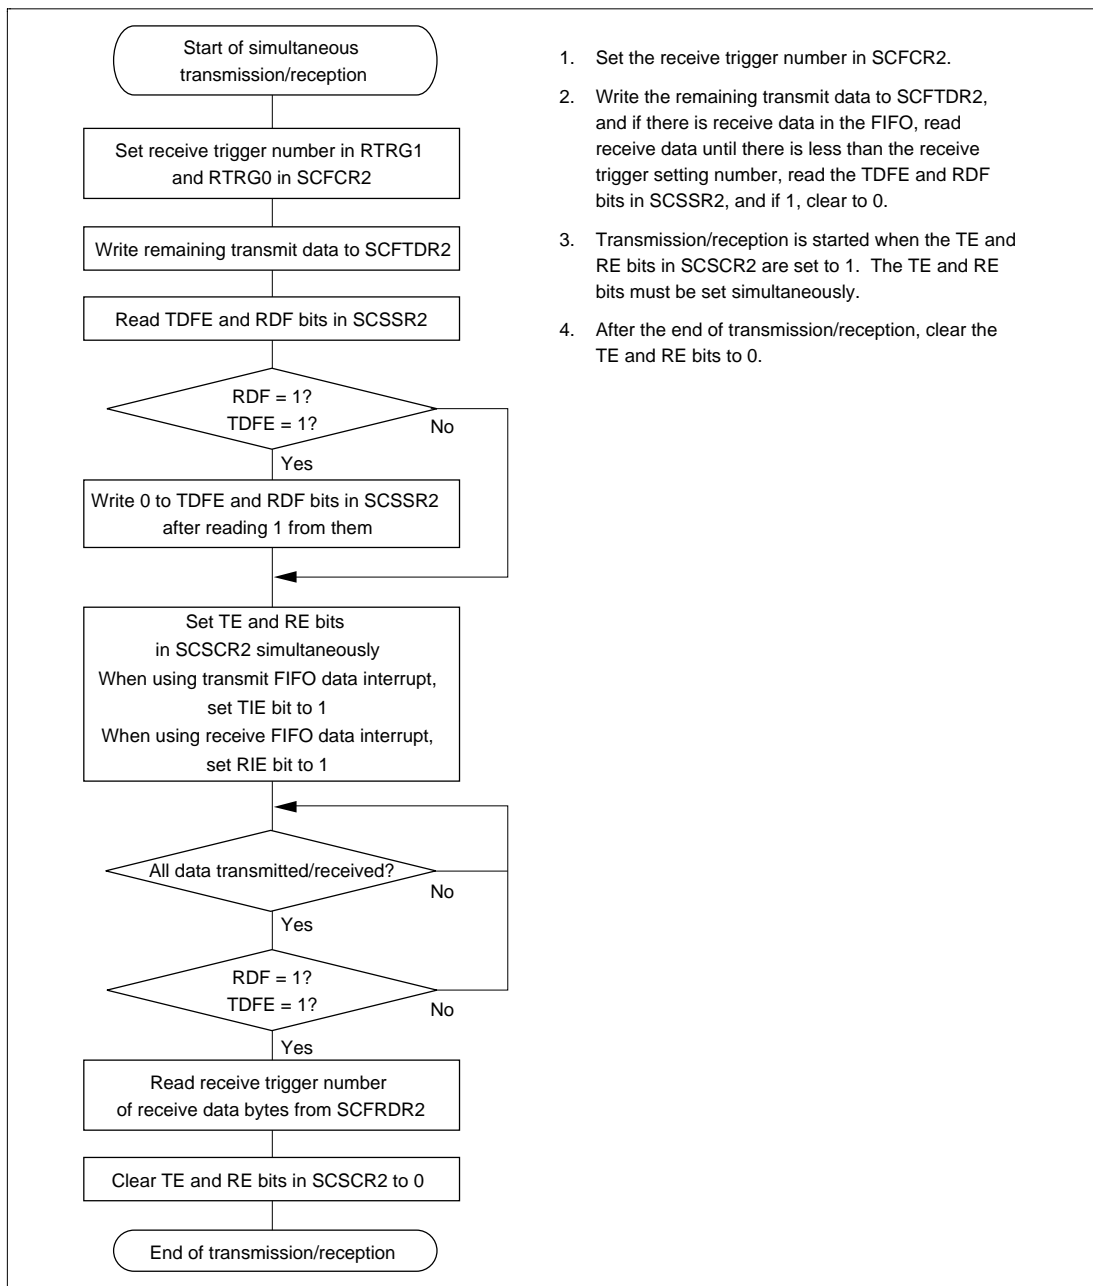 Start of simultaneous
transmission/reception
Set receive trigger number in RTRG1
and RTRG0 in SCFCR2
Write remaining transmit data to SCFTDR2
Read TDFE and RDF bits in SCSSR2
RDF = 1?
TDFE = 1?
No
Yes
Write 0 to TDFE and RDF bits in SCSSR2
after reading 1 from them
Set TE and RE bits
in SCSCR2 simultaneously
When using transmit FIFO data interrupt,
set TIE bit to 1
When using receive FIFO data interrupt,
set RIE bit to 1
All data transmitted/received?
No
Yes
RDF = 1?
TDFE = 1?
No
Yes
Read receive trigger number
of receive data bytes from SCFRDR2
Clear TE and RE bits in SCSCR2 to 0
End of transmission/reception
1. Set the receive trigger number in SCFCR2.
2. Write the remaining transmit data to SCFTDR2,
and if there is receive data in the FIFO, read
receive data until there is less than the receive
trigger setting number, read the TDFE and RDF
bits in SCSSR2, and if 1, clear to 0.
3. Transmission/reception is started when the TE and
RE bits in SCSCR2 are set to 1. The TE and RE
bits must be set simultaneously.
4. After the end of transmission/reception, clear the
TE and RE bits to 0.